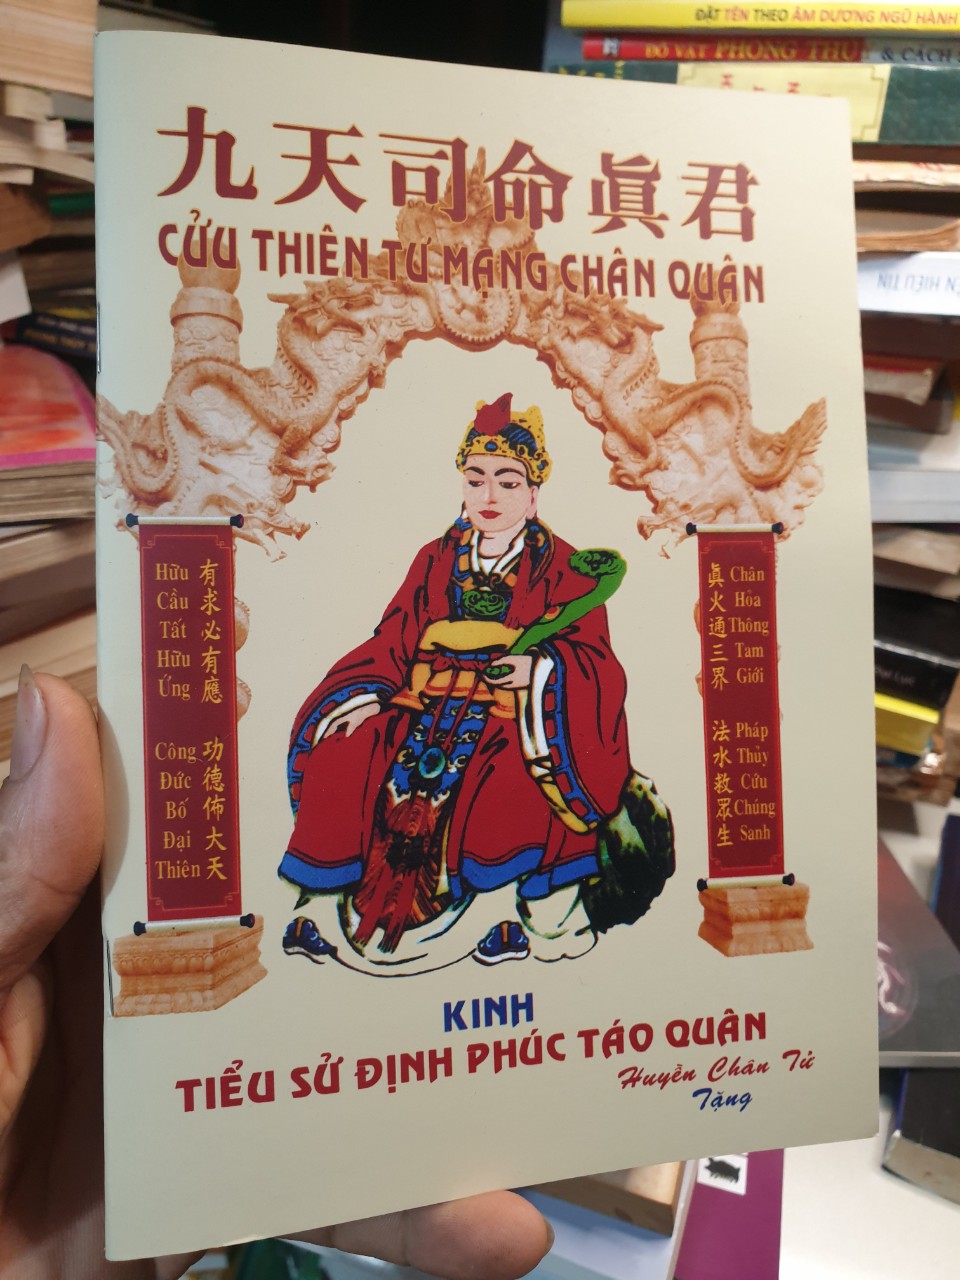 ĐẶT TÊN THEO ÂM DƯƠNG NGŨ HÀNH
ĐỒ VẬT PHONG THUỶ & CÁCH
九天司命眞君
CỬU THIÊN TƯ MẠNG CHÂN QUÂN
Hữu 有
Cầu 求
Tất 必
Hữu 有
Ứng 應
Công 功
Đức 德
Bố 佈
Đại 大
Thiên 天
眞 Chân
火 Hỏa
通 Thông
三 Tam
界 Giới
法 Pháp
水 Thủy
救 Cứu
眾 Chúng
生 Sanh
KINH
TIỂU SỬ ĐỊNH PHÚC TÁO QUÂN
Huyền Chân Tử
Tặng
HIỂU TIN